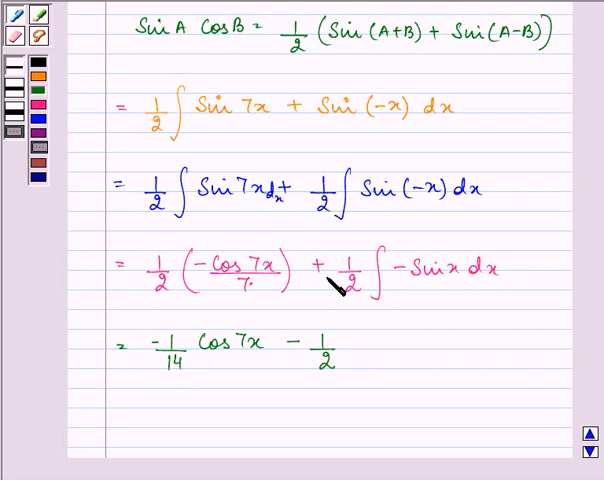 Sin A Cos B = 1/2 (Sin (A+B) + Sin (A-B))
= 1/2 ∫ Sin 7x + Sin (-x) dx
= 1/2 ∫ Sin 7x dx + 1/2 ∫ Sin (-x) dx
= 1/2 (-Cos 7x / 7) + 1/2 ∫ - Sin x dx
= -1/14 Cos 7x - 1/2